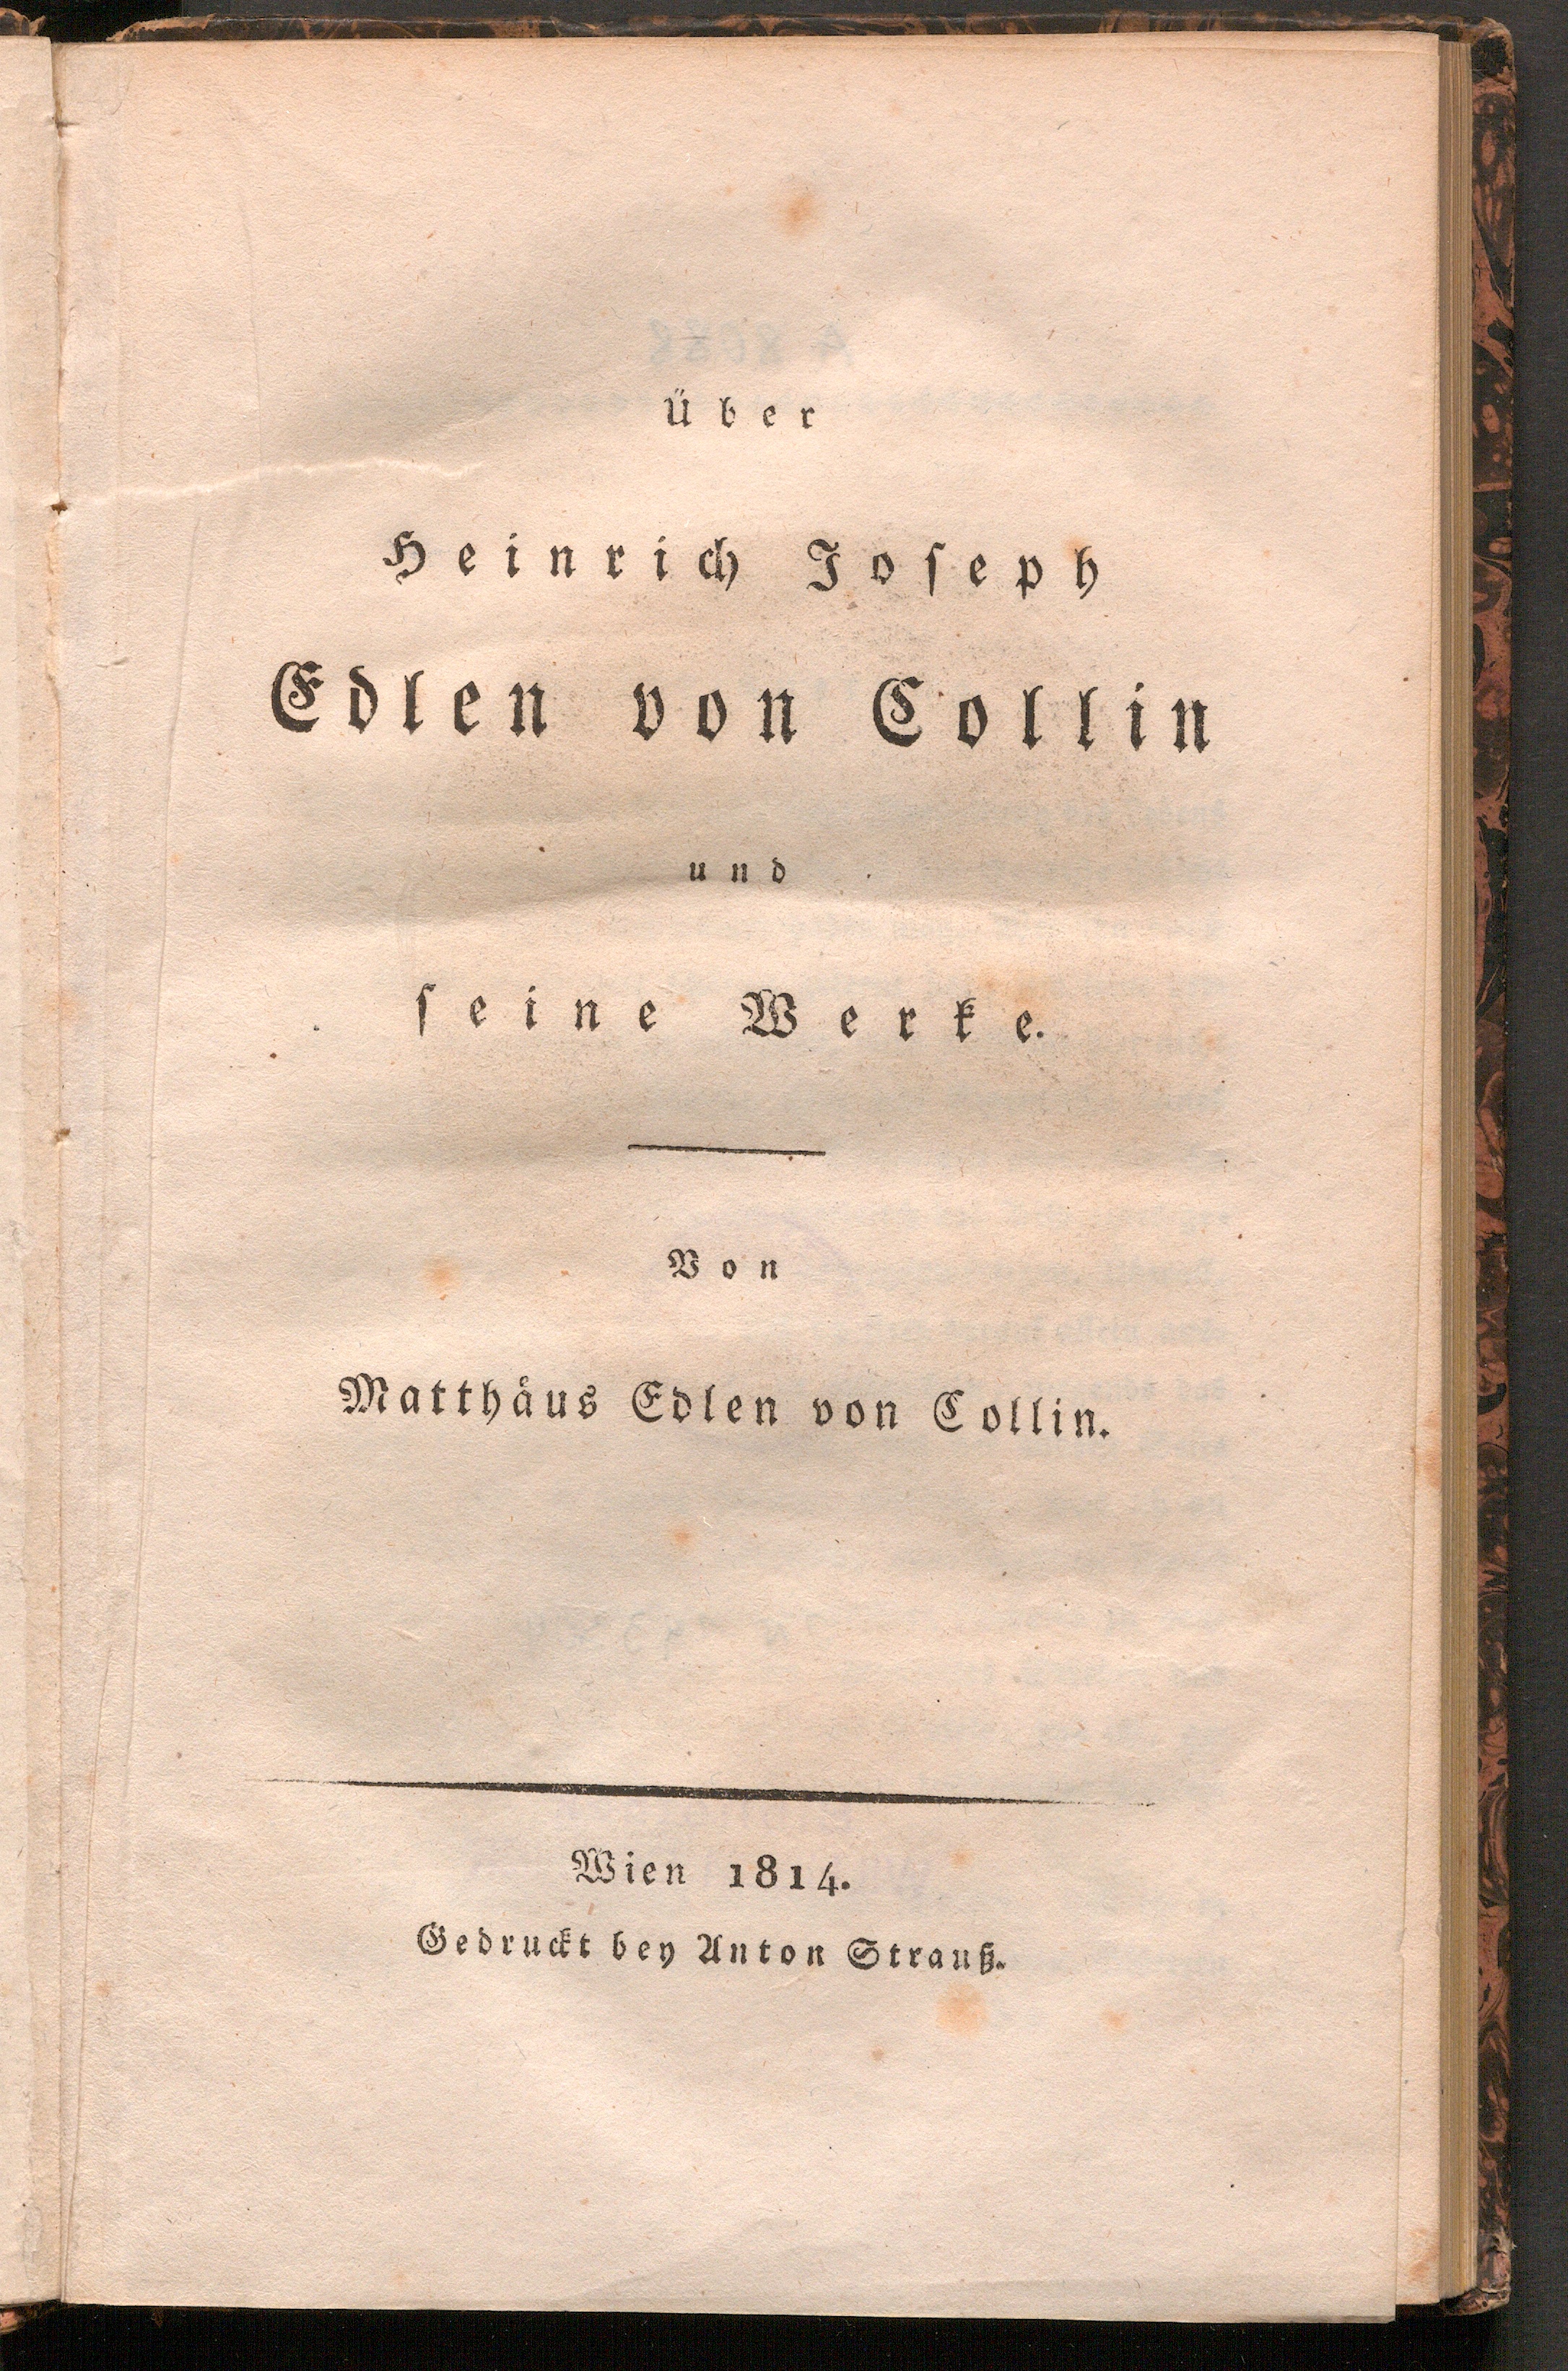 Über
Heinrich Joſeph
Edlen von Collin
und
ſeine Werke.
Von
Matthäus Edlen von Collin.
Wien 1814.
Gedruckt bey Anton Strauß.